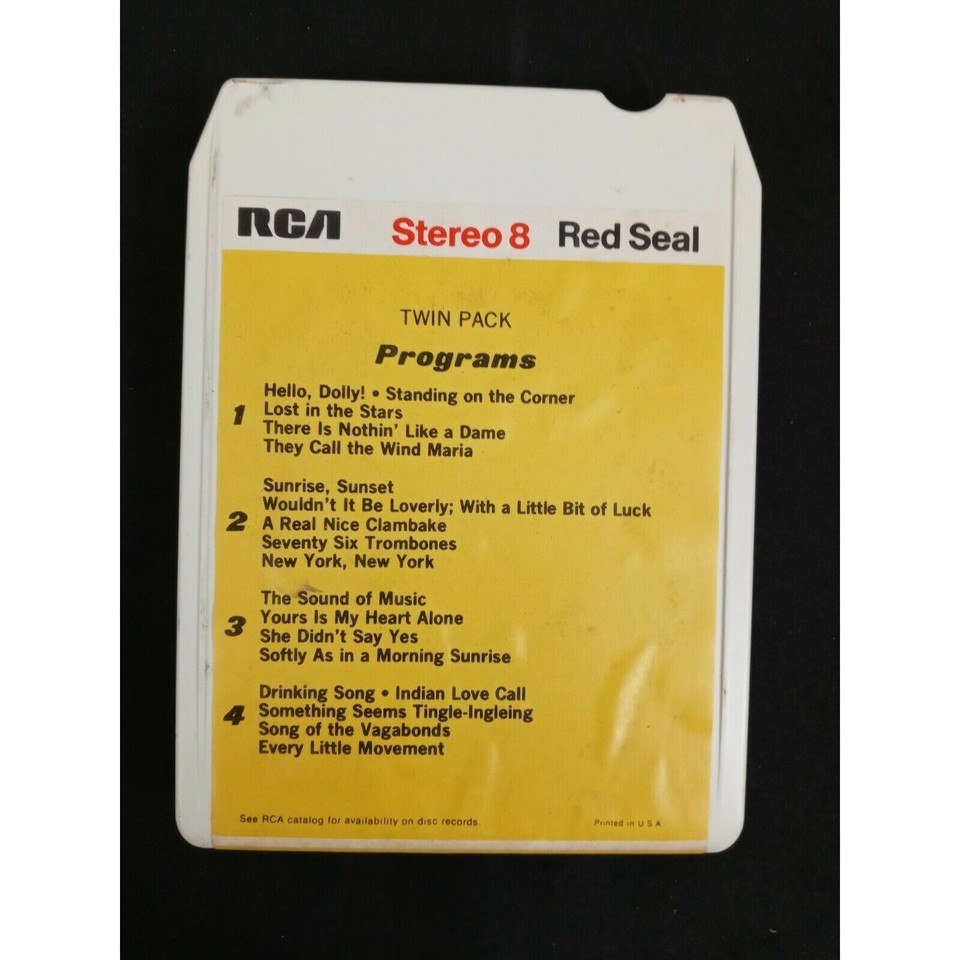 RCA Stereo 8 Red Seal
TWIN PACK
Programs
1
Hello, Dolly! • Standing on the Corner
Lost in the Stars
There Is Nothin' Like a Dame
They Call the Wind Maria
2
Sunrise, Sunset
Wouldn't It Be Loverly; With a Little Bit of Luck
A Real Nice Clambake
Seventy Six Trombones
New York, New York
3
The Sound of Music
Yours Is My Heart Alone
She Didn't Say Yes
Softly As in a Morning Sunrise
4
Drinking Song • Indian Love Call
Something Seems Tingle-Ingleing
Song of the Vagabonds
Every Little Movement
See RCA catalog for availability on disc records. Printed in U S A